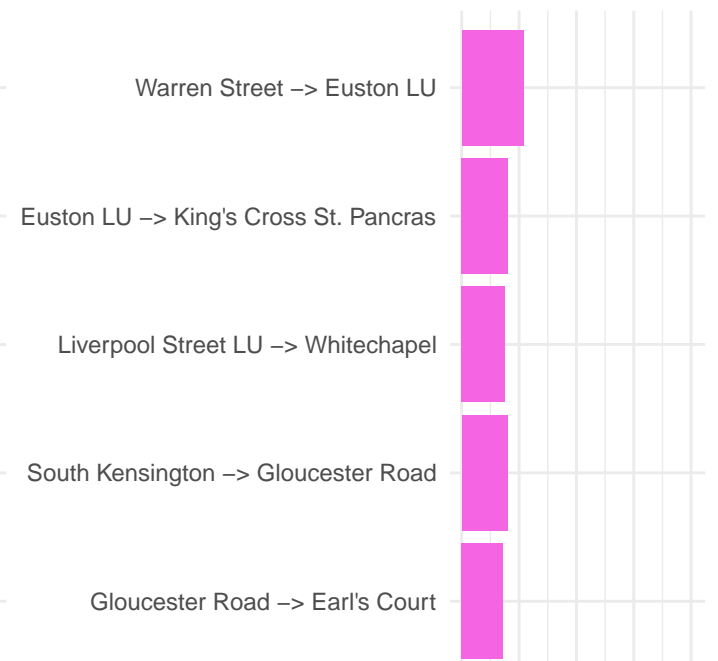 Warren Street −> Euston LU
Euston LU −> King's Cross St. Pancras
Liverpool Street LU −> Whitechapel
South Kensington −> Gloucester Road
Gloucester Road −> Earl's Court